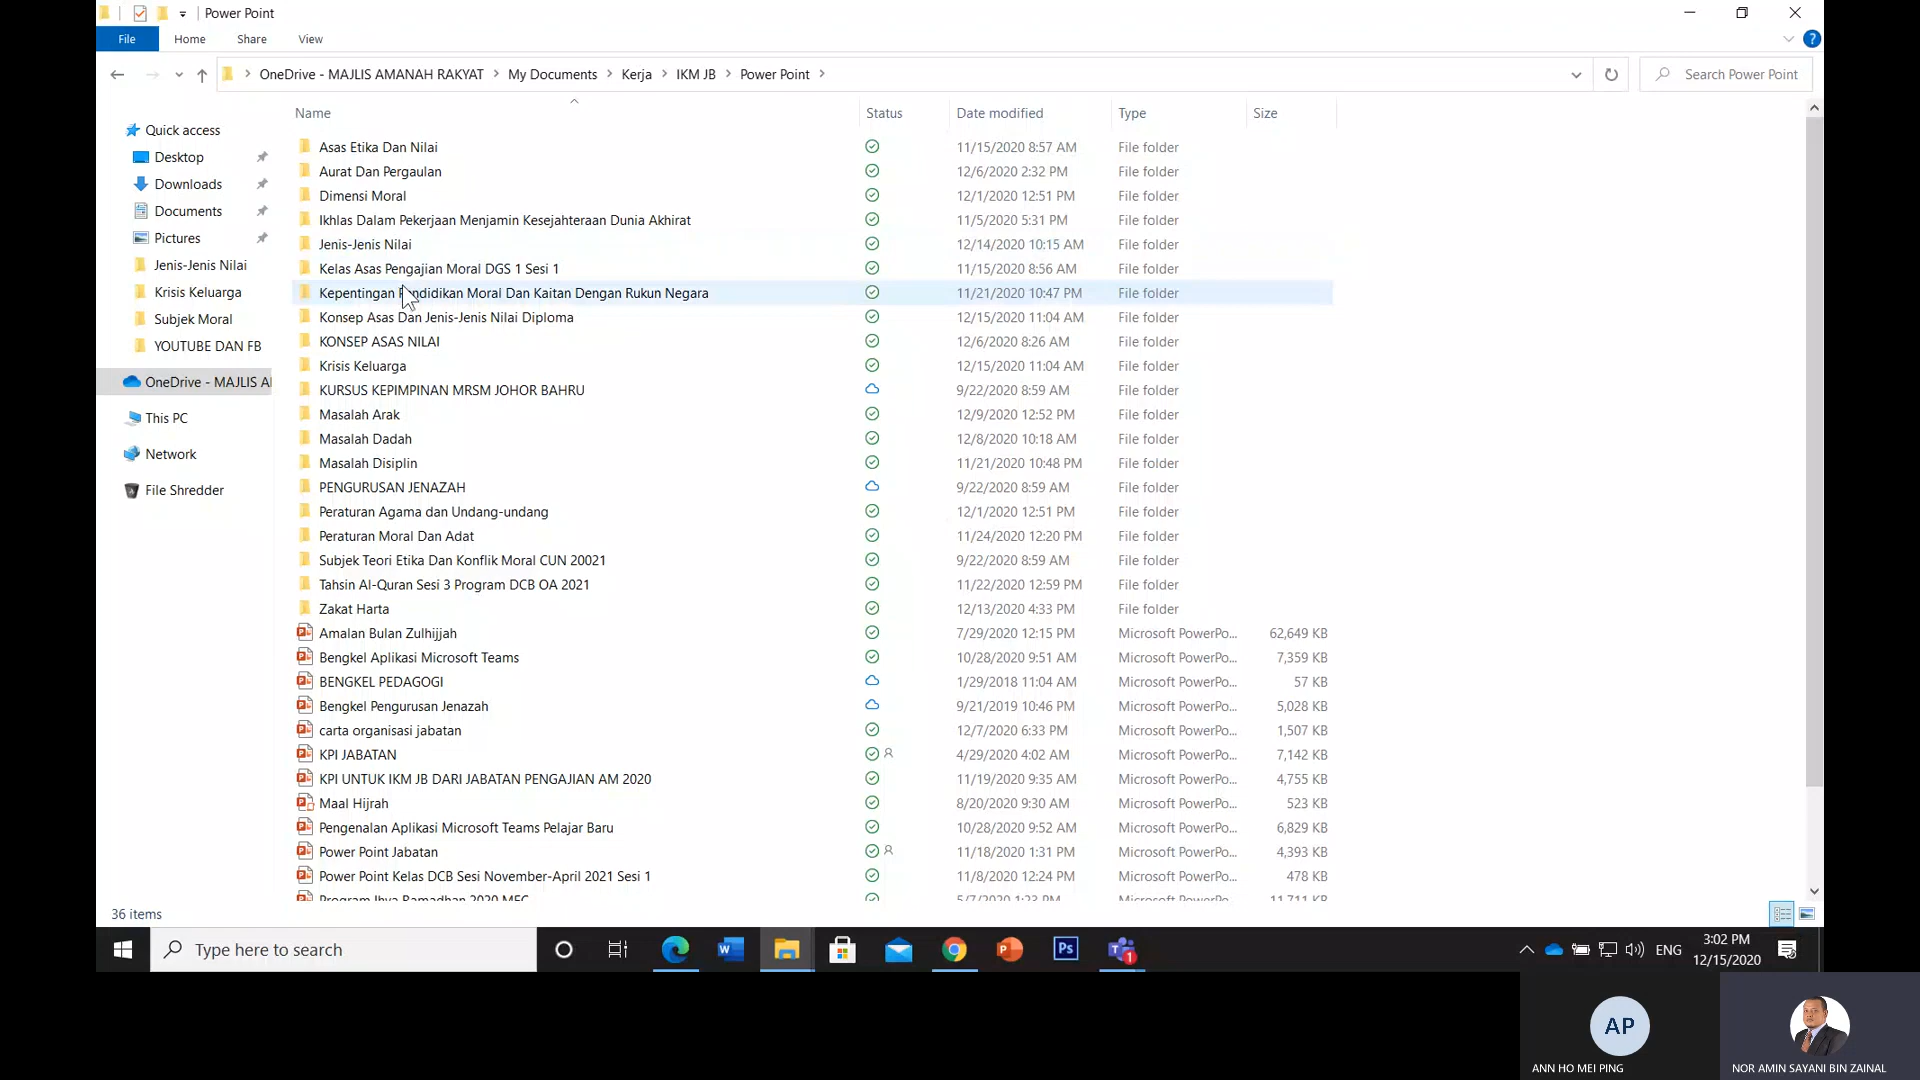 Power Point
File Home Share View
OneDrive - MAJLIS AMANAH RAKYAT My Documents Kerja IKM JB Power Point Search Power Point
Name Status Date modified Type Size
Quick access
Desktop
Downloads
Documents
Pictures
Jenis-Jenis Nilai
Krisis Keluarga
Subjek Moral
YOUTUBE DAN FB
OneDrive - MAJLIS AI
This PC
Network
File Shredder
Asas Etika Dan Nilai 11/15/2020 8:57 AM File folder
Aurat Dan Pergaulan 12/6/2020 2:32 PM File folder
Dimensi Moral 12/1/2020 12:51 PM File folder
Ikhlas Dalam Pekerjaan Menjamin Kesejahteraan Dunia Akhirat 11/5/2020 5:31 PM File folder
Jenis-Jenis Nilai 12/14/2020 10:15 AM File folder
Kelas Asas Pengajian Moral DGS 1 Sesi 1 11/15/2020 8:56 AM File folder
Kepentingan Pendidikan Moral Dan Kaitan Dengan Rukun Negara 11/21/2020 10:47 PM File folder
Konsep Asas Dan Jenis-Jenis Nilai Diploma 12/15/2020 11:04 AM File folder
KONSEP ASAS NILAI 12/6/2020 8:26 AM File folder
Krisis Keluarga 12/15/2020 11:04 AM File folder
KURSUS KEPIMPINAN MRSM JOHOR BAHRU 9/22/2020 8:59 AM File folder
Masalah Arak 12/9/2020 12:52 PM File folder
Masalah Dadah 12/8/2020 10:18 AM File folder
Masalah Disiplin 11/21/2020 10:48 PM File folder
PENGURUSAN JENAZAH 9/22/2020 8:59 AM File folder
Peraturan Agama dan Undang-undang 12/1/2020 12:51 PM File folder
Peraturan Moral Dan Adat 11/24/2020 12:20 PM File folder
Subjek Teori Etika Dan Konflik Moral CUN 20021 9/22/2020 8:59 AM File folder
Tahsin Al-Quran Sesi 3 Program DCB OA 2021 11/22/2020 12:59 PM File folder
Zakat Harta 12/13/2020 4:33 PM File folder
Amalan Bulan Zulhijjah 7/29/2020 12:15 PM Microsoft PowerPo... 62,649 KB
Bengkel Aplikasi Microsoft Teams 10/28/2020 9:51 AM Microsoft PowerPo... 7,359 KB
BENGKEL PEDAGOGI 1/29/2018 11:04 AM Microsoft PowerPo... 57 KB
Bengkel Pengurusan Jenazah 9/21/2019 10:46 PM Microsoft PowerPo... 5,028 KB
carta organisasi jabatan 12/7/2020 6:33 PM Microsoft PowerPo... 1,507 KB
KPI JABATAN 4/29/2020 4:02 AM Microsoft PowerPo... 7,142 KB
KPI UNTUK IKM JB DARI JABATAN PENGAJIAN AM 2020 11/19/2020 9:35 AM Microsoft PowerPo... 4,755 KB
Maal Hijrah 8/20/2020 9:30 AM Microsoft PowerPo... 523 KB
Pengenalan Aplikasi Microsoft Teams Pelajar Baru 10/28/2020 9:52 AM Microsoft PowerPo... 6,829 KB
Power Point Jabatan 11/18/2020 1:31 PM Microsoft PowerPo... 4,393 KB
Power Point Kelas DCB Sesi November-April 2021 Sesi 1 11/8/2020 12:24 PM Microsoft PowerPo... 478 KB
Program Ihya Ramadhan 2020 MFC 5/7/2020 1:23 PM Microsoft PowerPo... 11,711 KB
36 items
Type here to search ENG 3:02 PM
12/15/2020
AP
ANN HO MEI PING NOR AMIN SAYANI BIN ZAINAL